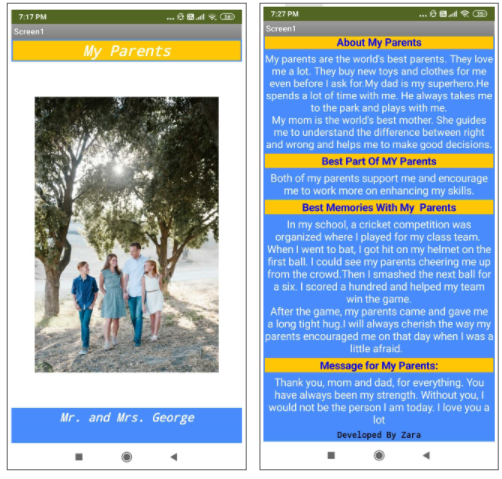 7:17 PM
Screen1
My Parents
Mr. and Mrs. George
7:27 PM
Screen1
About My Parents
My parents are the world's best parents. They love
me a lot. They buy new toys and clothes for me
even before I ask for.My dad is my superhero.He
spends a lot of time with me. He always takes me
to the park and plays with me.
My mom is the world's best mother. She guides
me to understand the difference between right
and wrong and helps me to make good decisions.
Best Part Of MY Parents
Both of my parents support me and encourage
me to work more on enhancing my skills.
Best Memories With My Parents
In my school, a cricket competition was
organized where I played for my class team.
When I went to bat, I got hit on my helmet on the
first ball. I could see my parents cheering me up
from the crowd.Then I smashed the next ball for
a six. I scored a hundred and helped my team
win the game.
After the game, my parents came and gave me
a long tight hug.I will always cherish the way my
parents encouraged me on that day when I was a
little afraid.
Message for My Parents:
Thank you, mom and dad, for everything. You
have always been my strength. Without you, I
would not be the person I am today. I love you a
lot
Developed By Zara